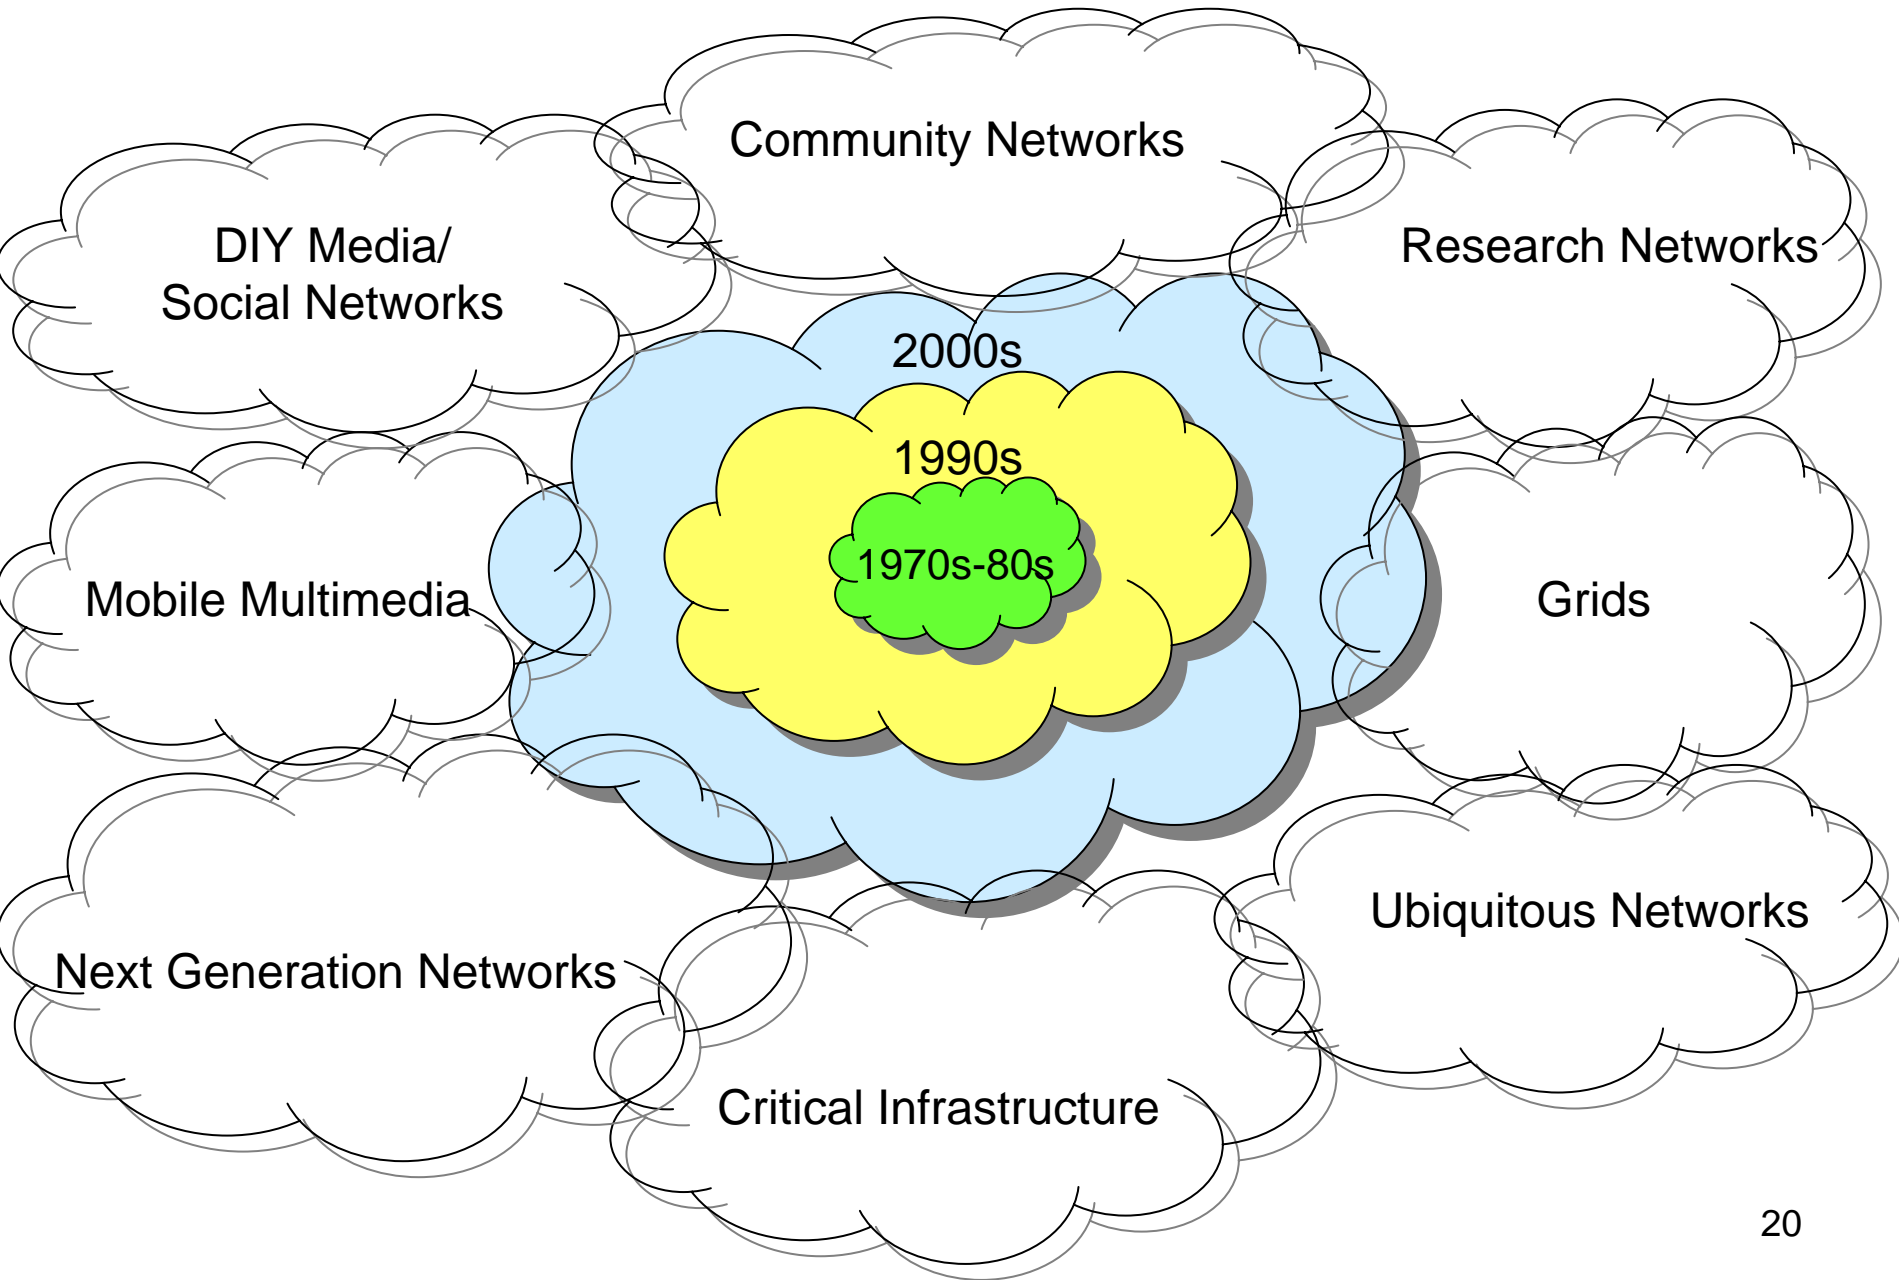 Community Networks
DIY Media/
Social Networks
Research Networks
2000s
1990s
1970s-80s
Mobile Multimedia
Grids
Ubiquitous Networks
Next Generation Networks
Critical Infrastructure
20